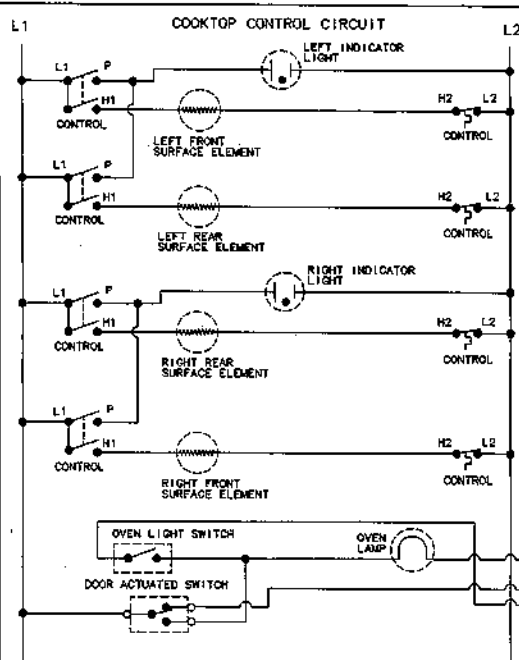 COOKTOP CONTROL CIRCUIT
L1
L2
LEFT INDICATOR
LIGHT
L1
P
H1
CONTROL
LEFT FRONT
SURFACE ELEMENT
H2
L2
CONTROL
L1
P
H1
CONTROL
LEFT REAR
SURFACE ELEMENT
H2
L2
CONTROL
RIGHT INDICATOR
LIGHT
L1
P
H1
CONTROL
RIGHT REAR
SURFACE ELEMENT
H2
L2
CONTROL
L1
P
H1
CONTROL
RIGHT FRONT
SURFACE ELEMENT
H2
L2
CONTROL
OVEN LIGHT SWITCH
OVEN
LAMP
DOOR ACTUATED SWITCH